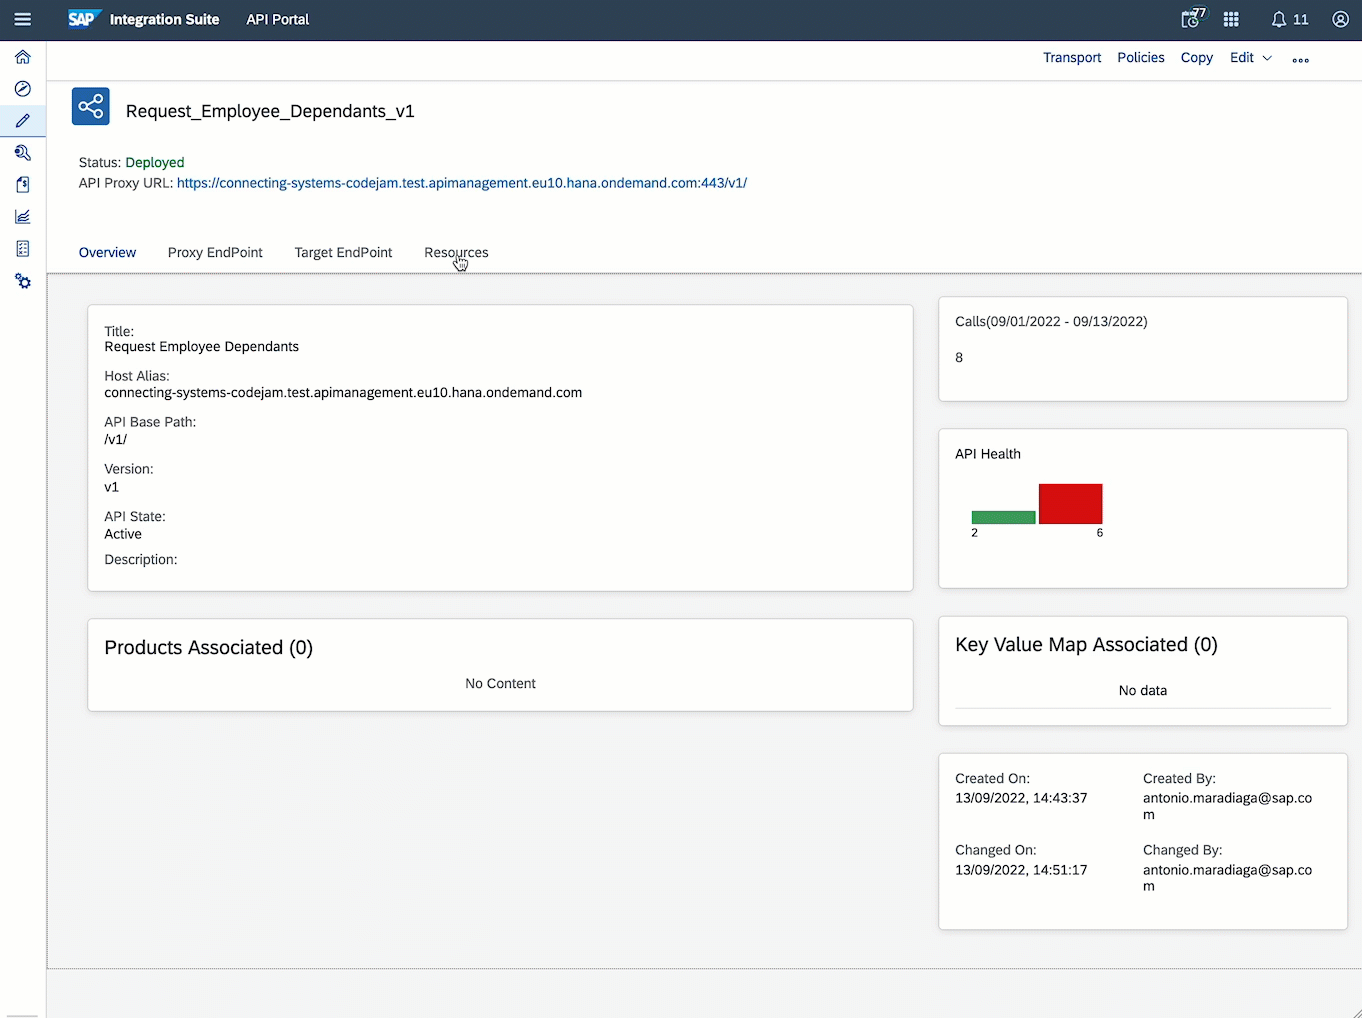 SAP Integration Suite API Portal 77 11
Transport Policies Copy Edit
Request_Employee_Dependants_v1
Status: Deployed
API Proxy URL: https://connecting-systems-codejam.test.apimanagement.eu10.hana.ondemand.com:443/v1/
Overview Proxy EndPoint Target EndPoint Resources
Title:
Request Employee Dependants
Host Alias:
connecting-systems-codejam.test.apimanagement.eu10.hana.ondemand.com
API Base Path:
/v1/
Version:
v1
API State:
Active
Description:
Products Associated (0)
No Content
Calls(09/01/2022 - 09/13/2022)
8
API Health
2 6
Key Value Map Associated (0)
No data
Created On: Created By:
13/09/2022, 14:43:37 antonio.maradiaga@sap.co
m
Changed On: Changed By:
13/09/2022, 14:51:17 antonio.maradiaga@sap.co
m